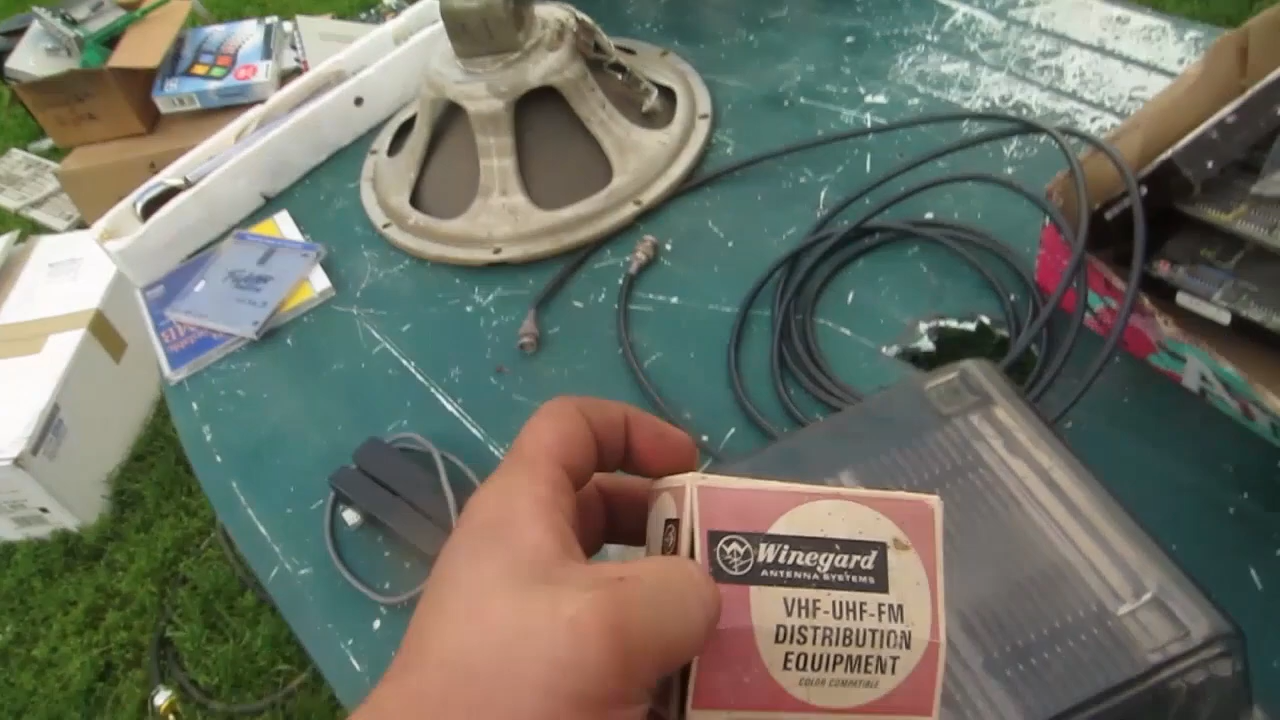 Winegard
ANTENNA SYSTEMS
VHF-UHF-FM
DISTRIBUTION
EQUIPMENT
COLOR COMPATIBLE